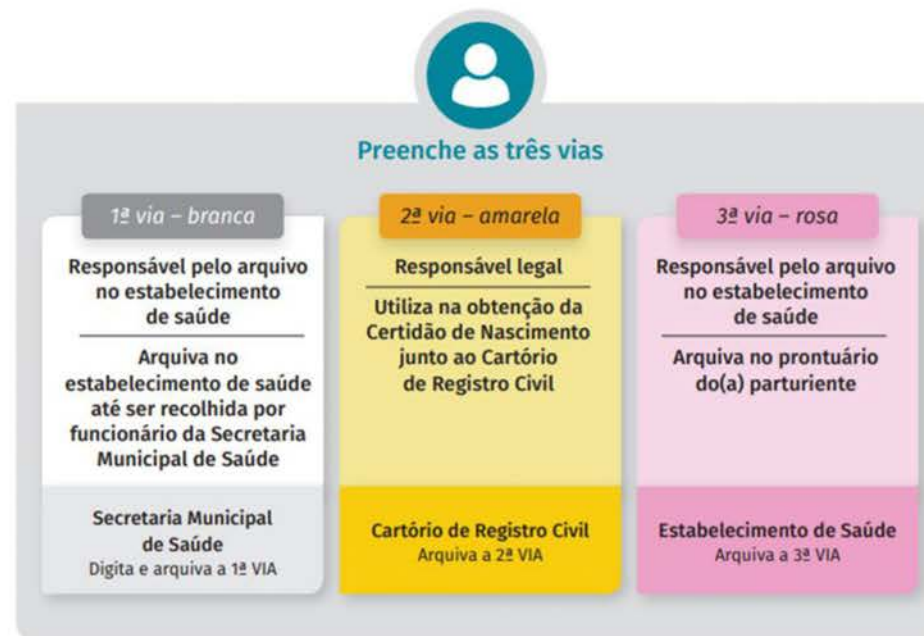 Preenche as três vias
1ª via – branca
Responsável pelo arquivo
no estabelecimento
de saúde
Arquiva no
estabelecimento de saúde
até ser recolhida por
funcionário da Secretaria
Municipal de Saúde
Secretaria Municipal
de Saúde
Digita e arquiva a 1ª VIA
2ª via – amarela
Responsável legal
Utiliza na obtenção da
Certidão de Nascimento
junto ao Cartório
de Registro Civil
Cartório de Registro Civil
Arquiva a 2ª VIA
3ª via – rosa
Responsável pelo arquivo
no estabelecimento
de saúde
Arquiva no prontuário
do(a) parturiente
Estabelecimento de Saúde
Arquiva a 3ª VIA